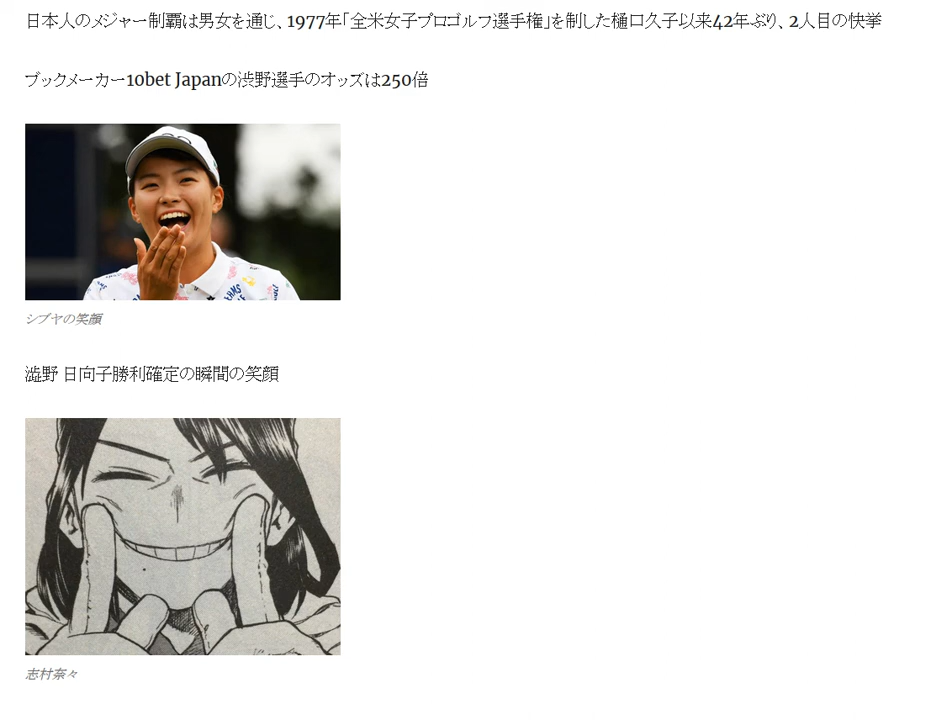 日本人のメジャー制覇は男女を通じ、1977年「全米女子プロゴルフ選手権」を制した樋口久子以来42年ぶり、2人目の快挙
ブックメーカー10bet Japanの渋野選手のオッズは250倍
シブヤの笑顔
澁野 日向子勝利確定の瞬間の笑顔
志村奈々